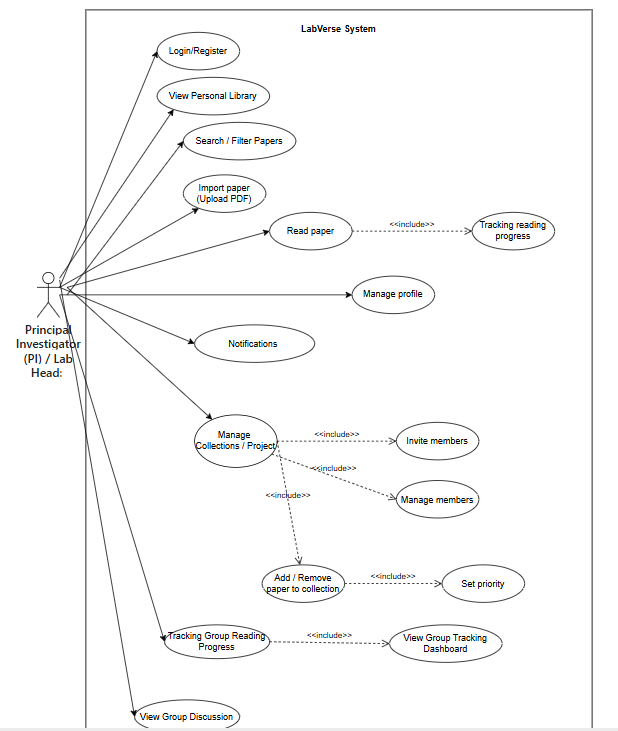 LabVerse System
Login/Register
View Personal Library
Search / Filter Papers
Import paper
(Upload PDF)
Read paper
<<include>>
Tracking reading
progress
Manage profile
Principal
Investigator
(PI) / Lab
Head:
Notifications
Manage
Collections / Project
<<include>>
Invite members
<<include>>
Manage members
<<include>>
Add / Remove
paper to collection
<<include>>
Set priority
Tracking Group Reading
Progress
<<include>>
View Group Tracking
Dashboard
View Group Discussion